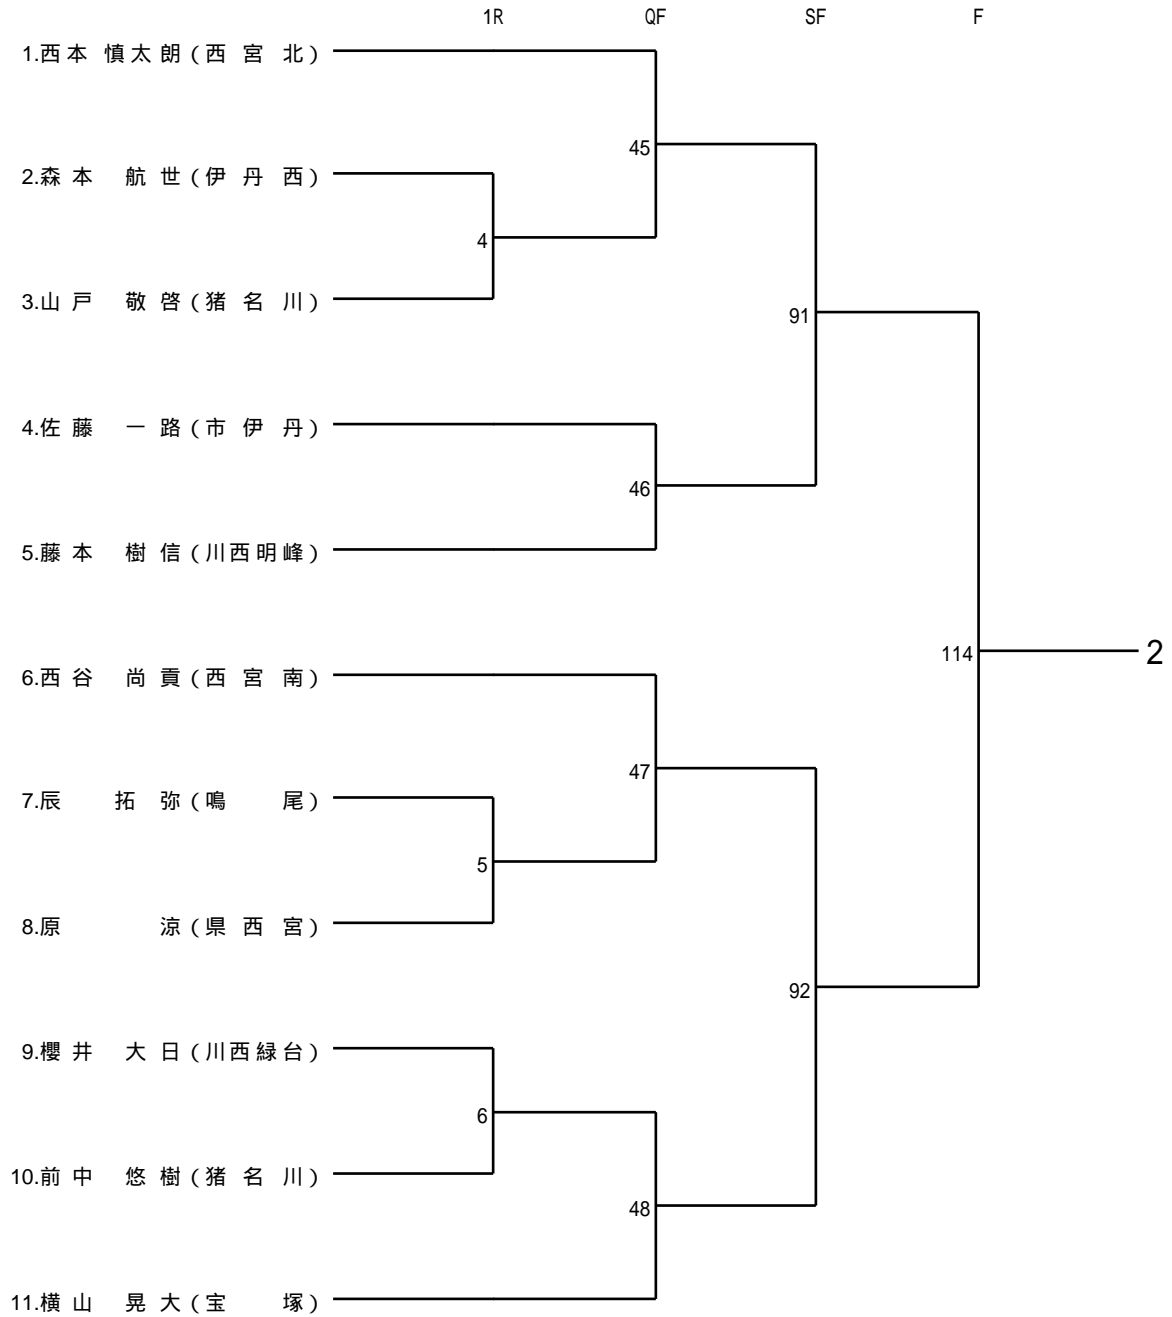 1R QF SF F
1.西本 慎太朗(西宮北)
45
2.森本 航世(伊丹西)
4
3.山戸 敬啓(猪名川)
91
4.佐藤 一路(市伊丹)
46
5.藤本 樹信(川西明峰)
114 2
6.西谷 尚貢(西宮南)
47
7.辰 拓弥(鳴尾)
5
8.原 涼(県西宮)
92
9.櫻井 大日(川西緑台)
6
10.前中 悠樹(猪名川)
48
11.横山 晃大(宝塚)